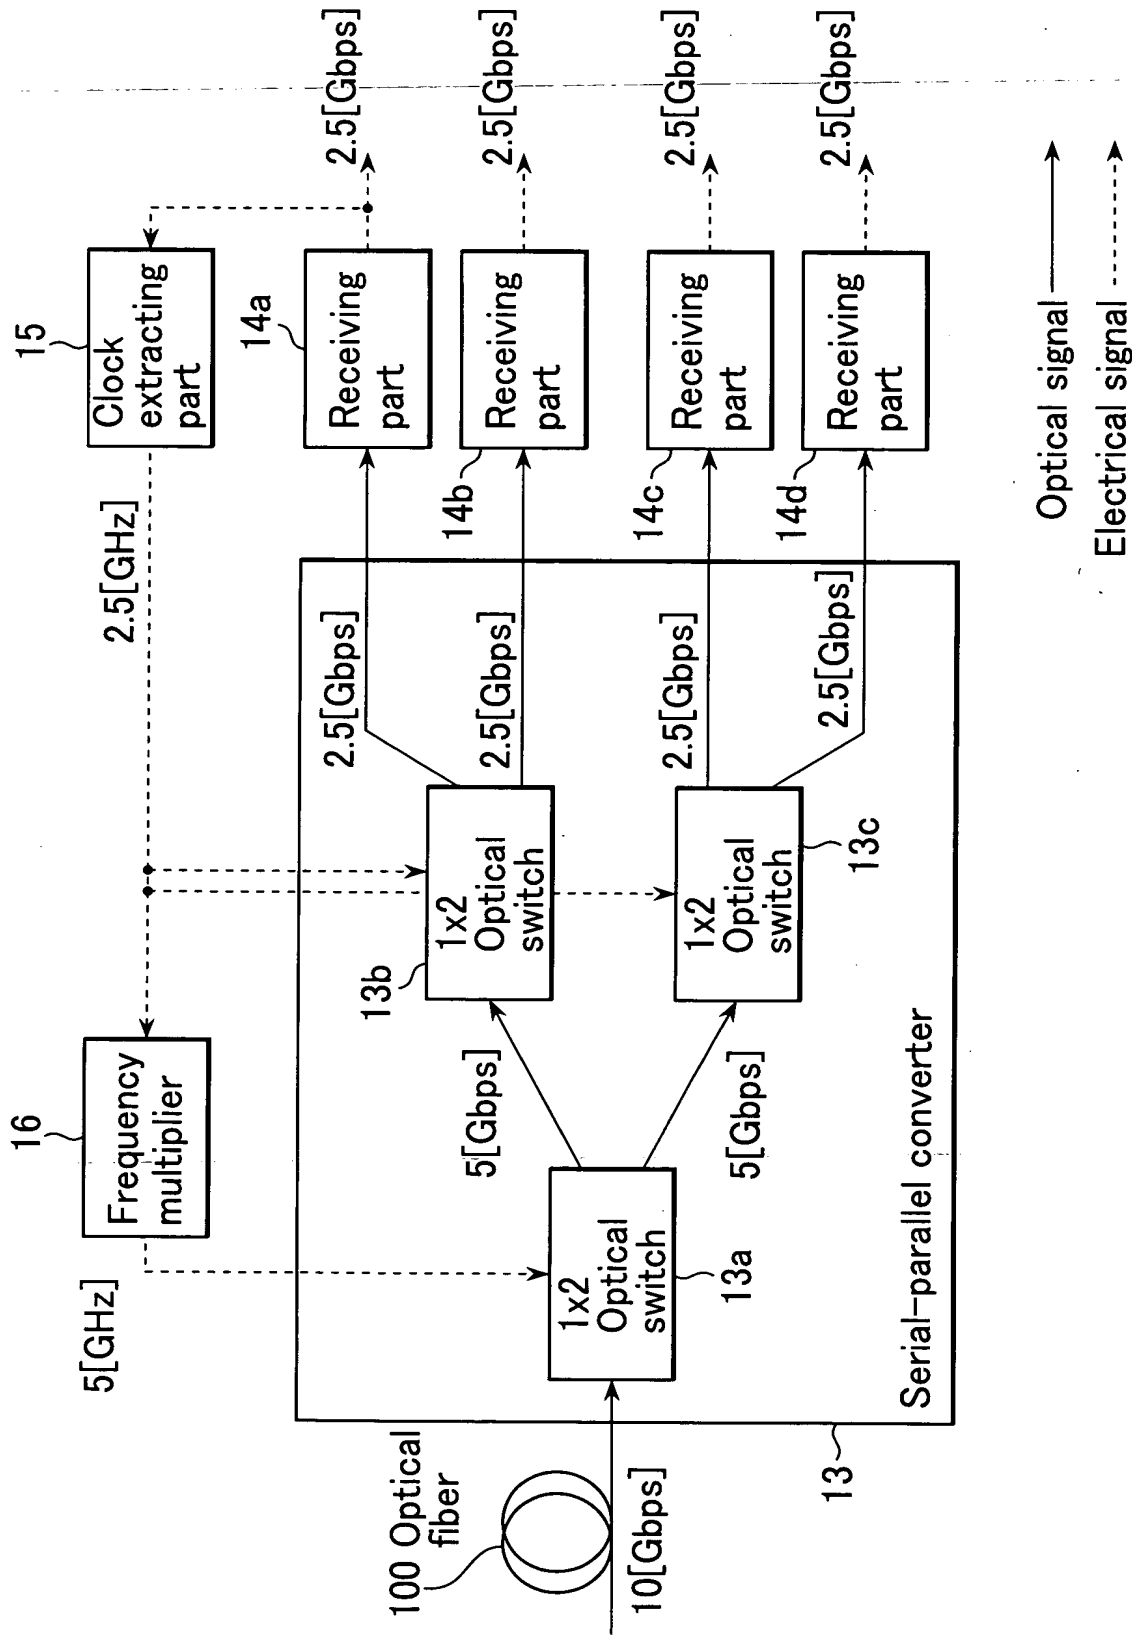 16
Frequency
multiplier
5[GHz]
2.5[GHz]
15
Clock
extracting
part
100 Optical
fiber
10[Gbps]
13
Serial-parallel converter
1x2
Optical
switch
13a
5[Gbps]
5[Gbps]
13b
1x2
Optical
switch
1x2
Optical
switch
13c
2.5[Gbps]
2.5[Gbps]
2.5[Gbps]
2.5[Gbps]
14a
Receiving
part
14b
Receiving
part
14c
Receiving
part
14d
Receiving
part
2.5[Gbps]
2.5[Gbps]
2.5[Gbps]
2.5[Gbps]
Optical signal
Electrical signal